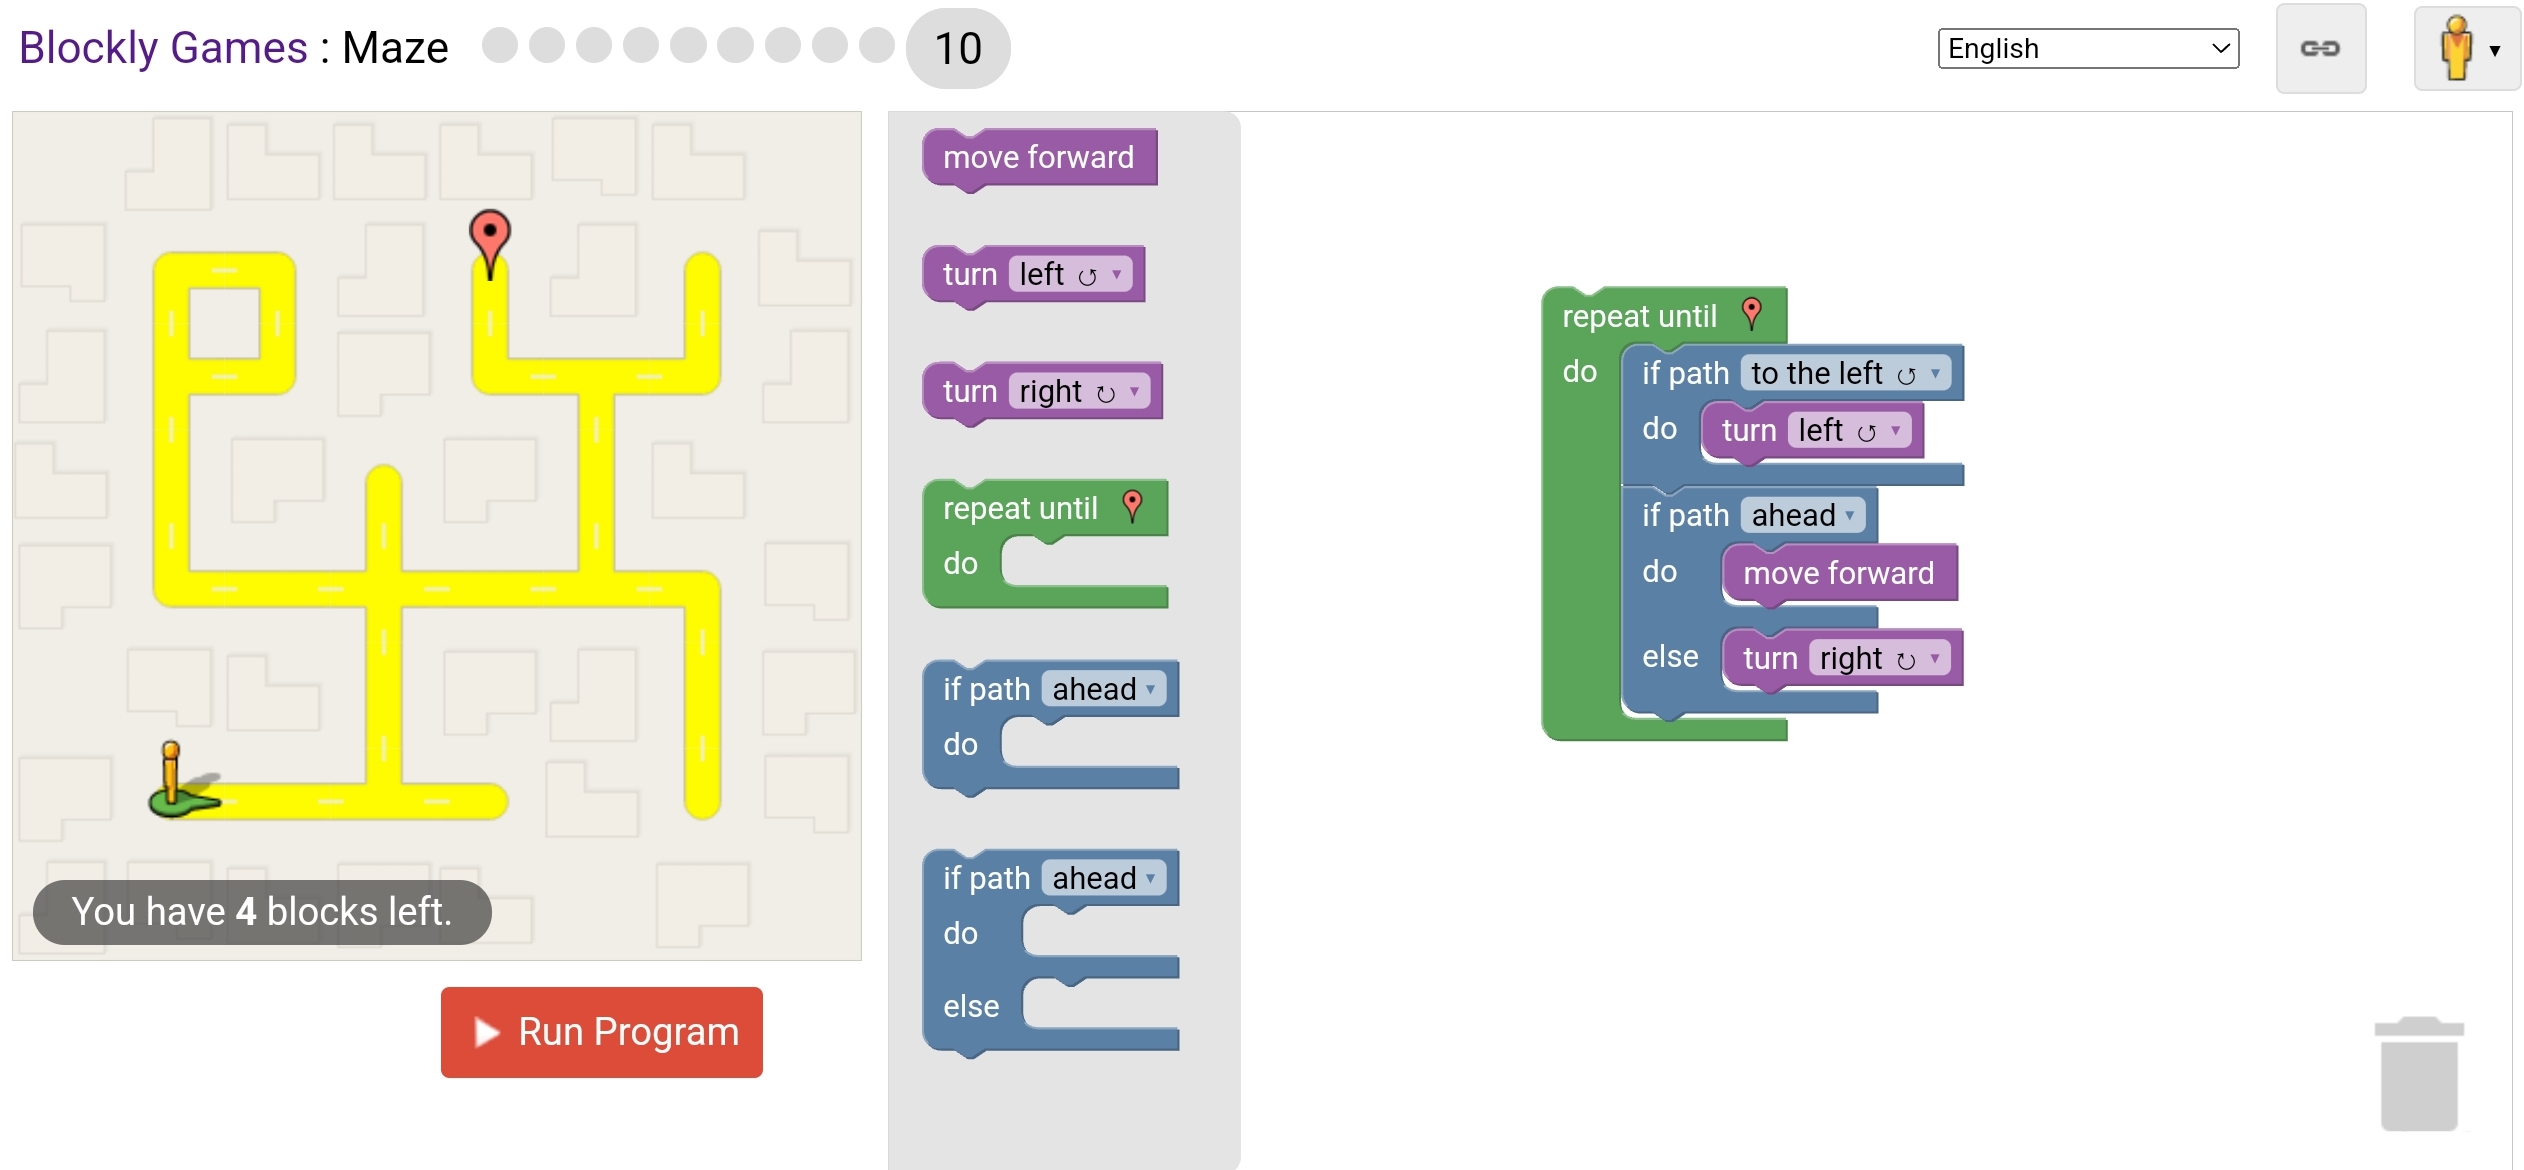 Blockly Games : Maze 10
English
move forward
turn left ↺ ▾
turn right ↻ ▾
repeat until
do
if path ahead ▾
do
if path ahead ▾
do
else
repeat until
do if path to the left ↺ ▾
do turn left ↺ ▾
if path ahead ▾
do move forward
else turn right ↻ ▾
You have 4 blocks left.
Run Program